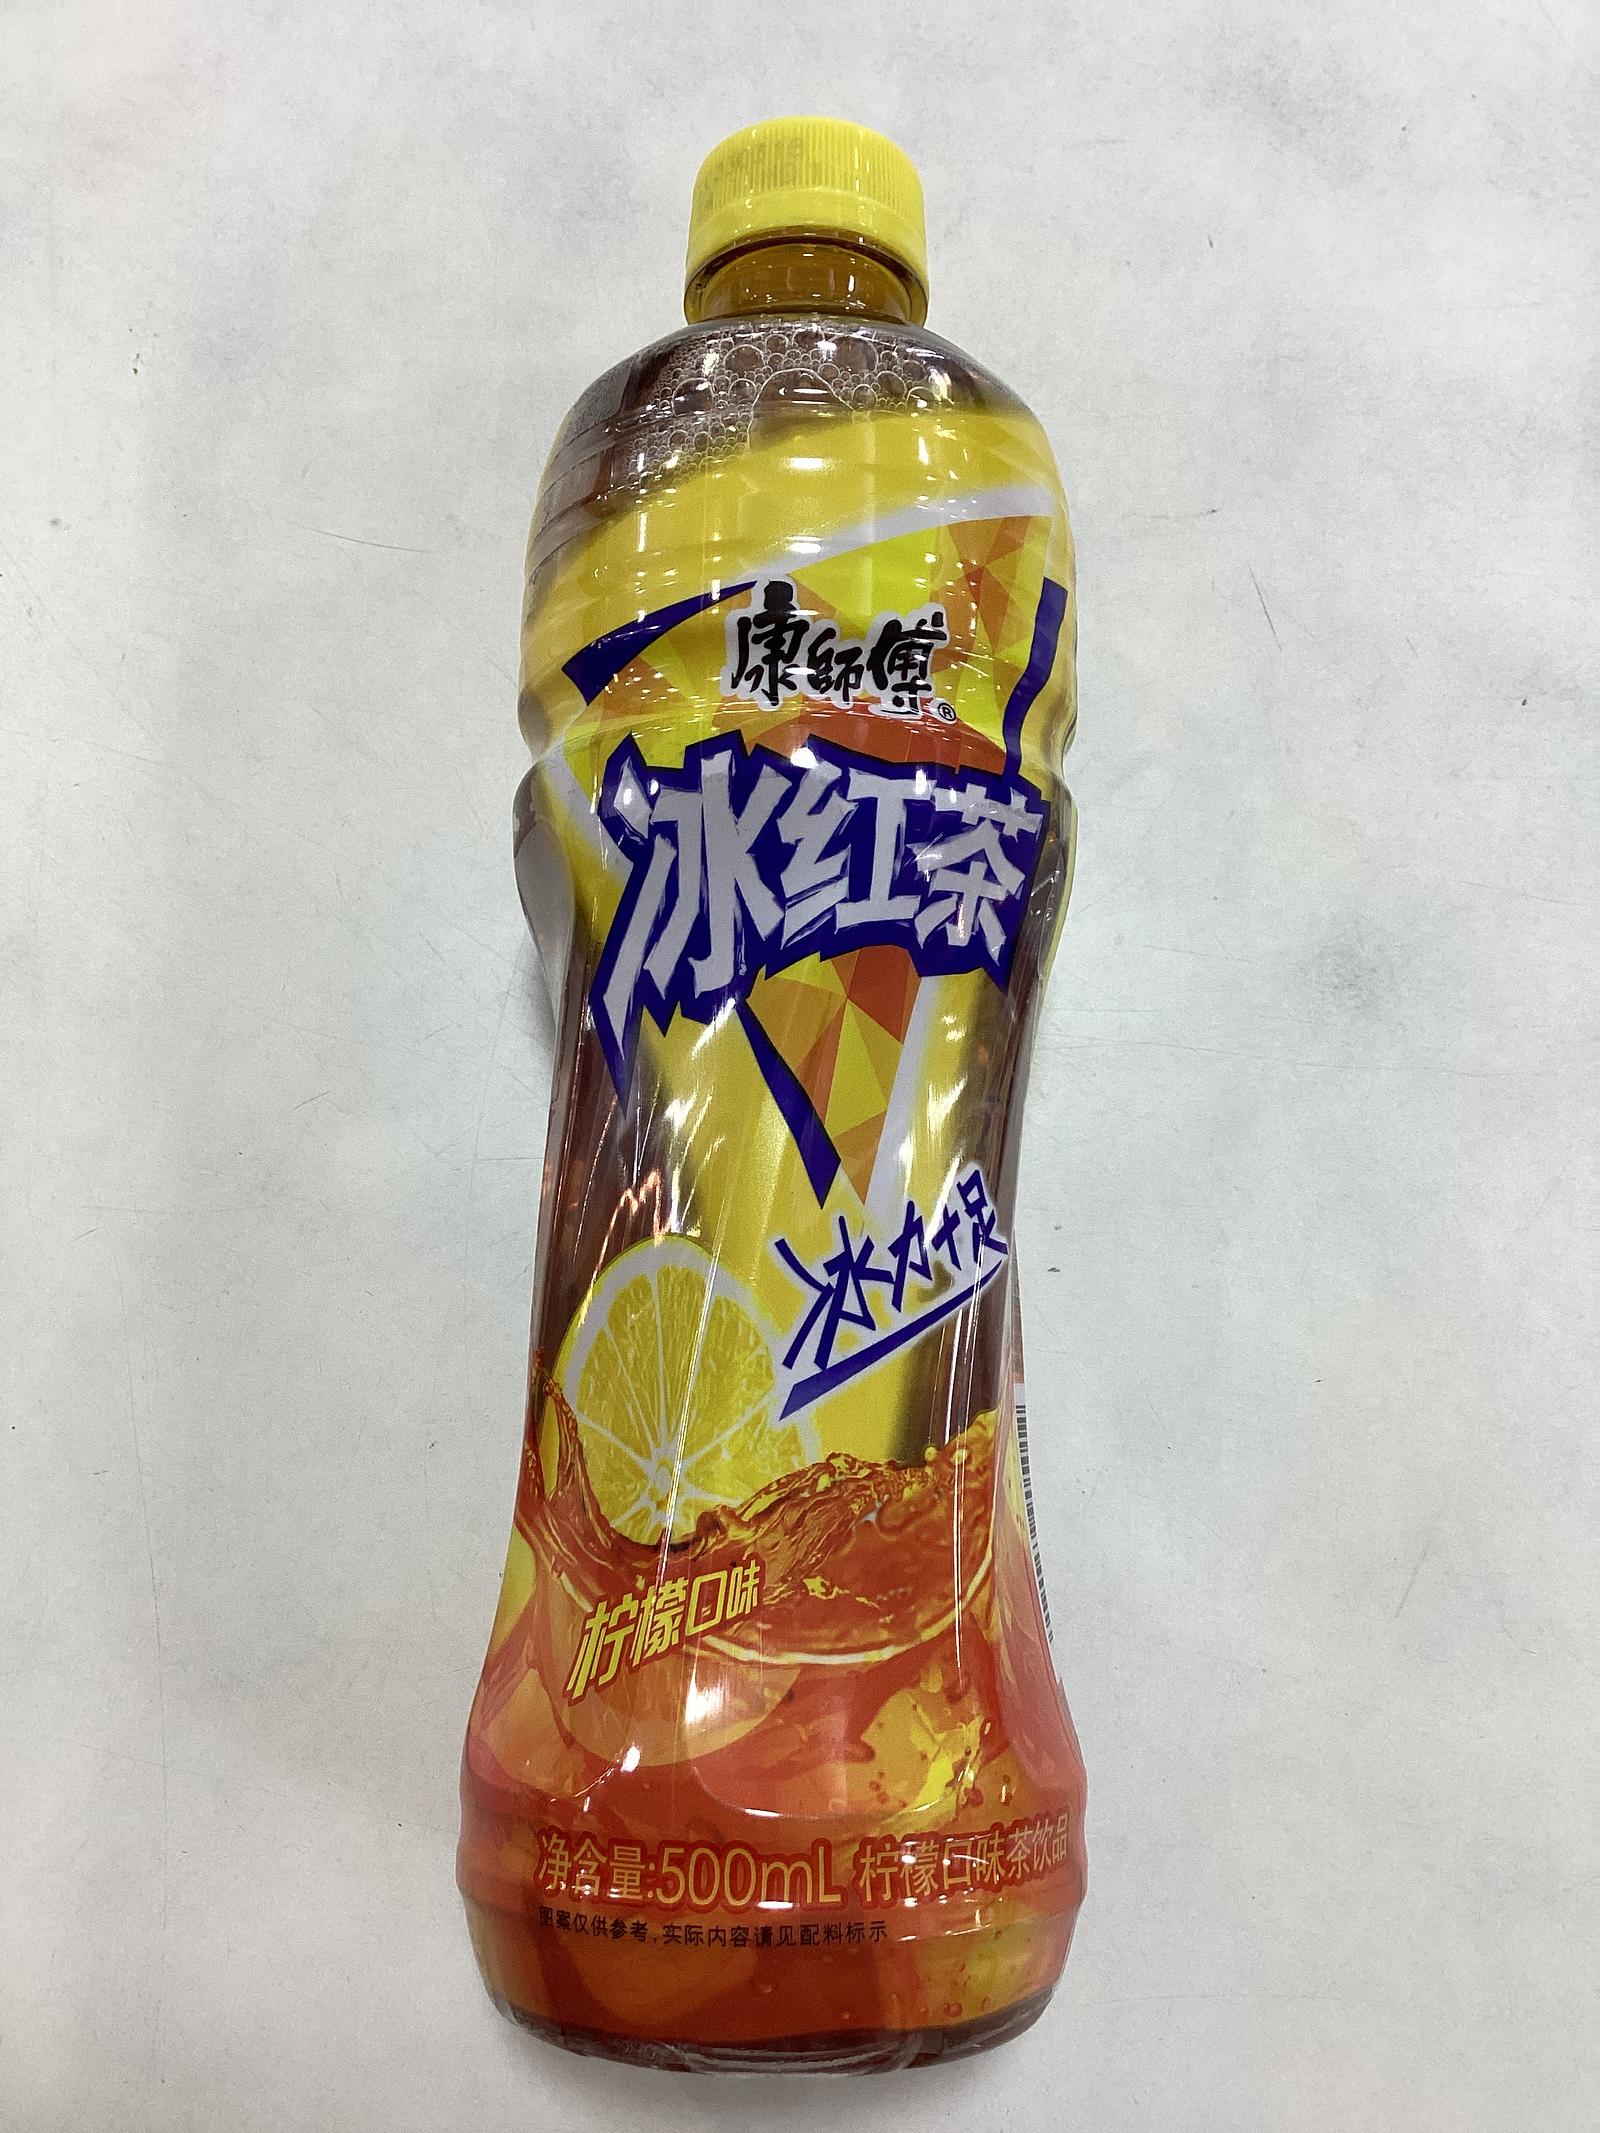 康師傅®
冰红茶
冰力十足
柠檬口味
净含量:500mL 柠檬口味茶饮品
图案仅供参考,实际内容请见配料标示